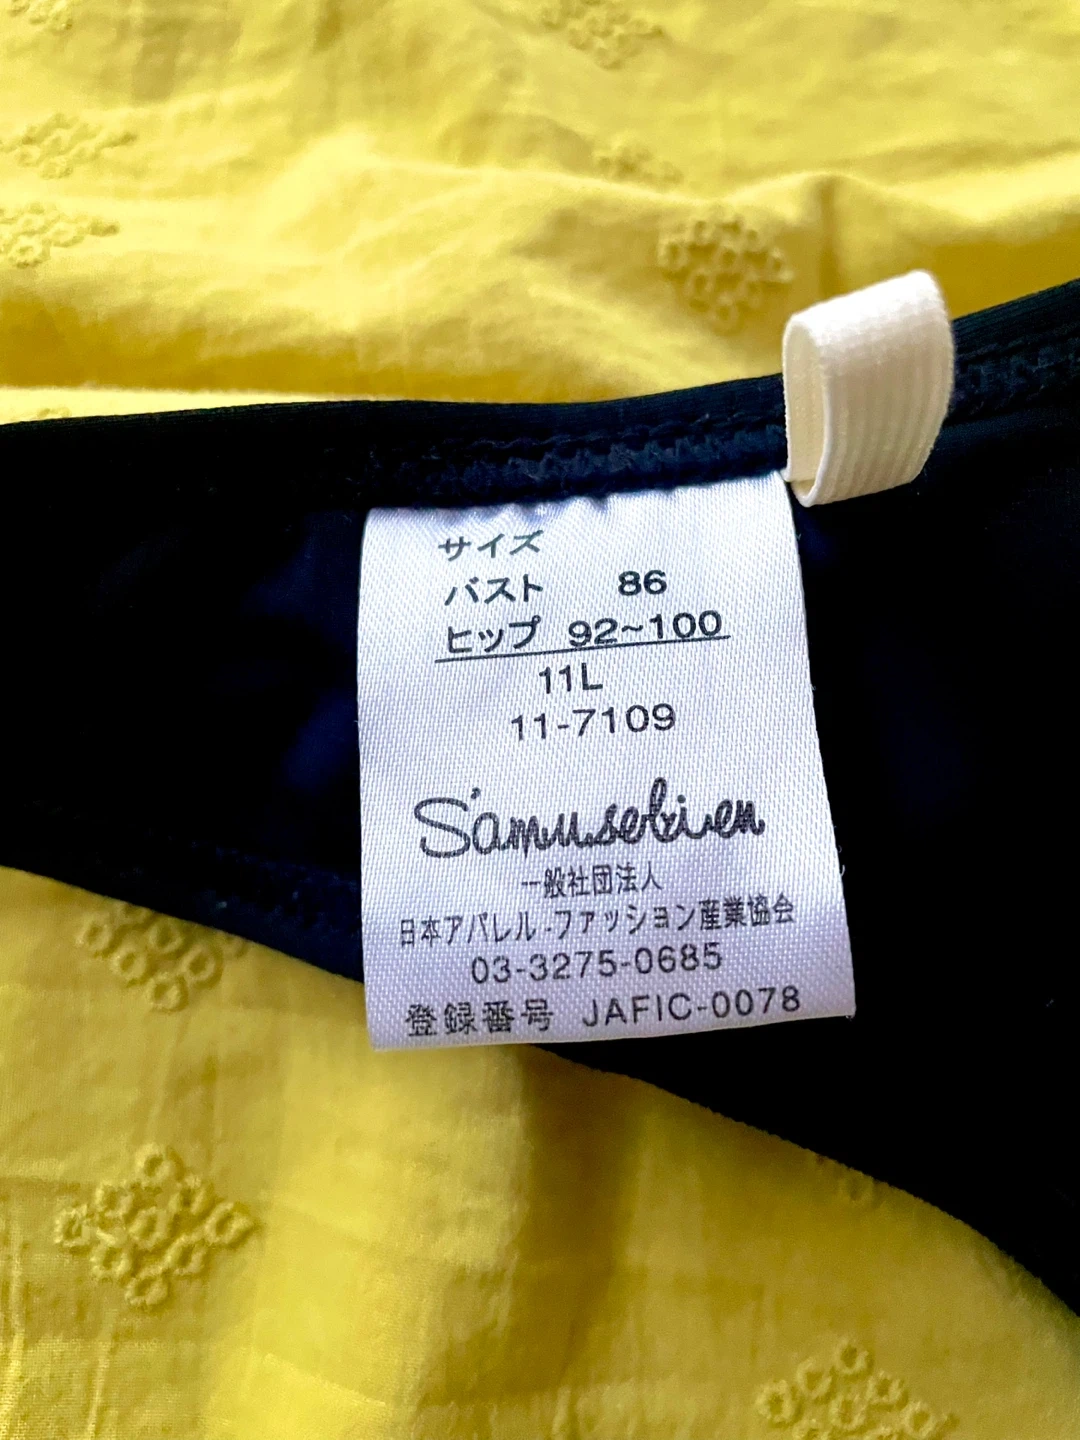 サイズ
バスト 86
ヒップ 92~100
11L
11-7109
S'amusebien
一般社団法人
日本アパレル･ファッション産業協会
03-3275-0685
登録番号 JAFIC-0078